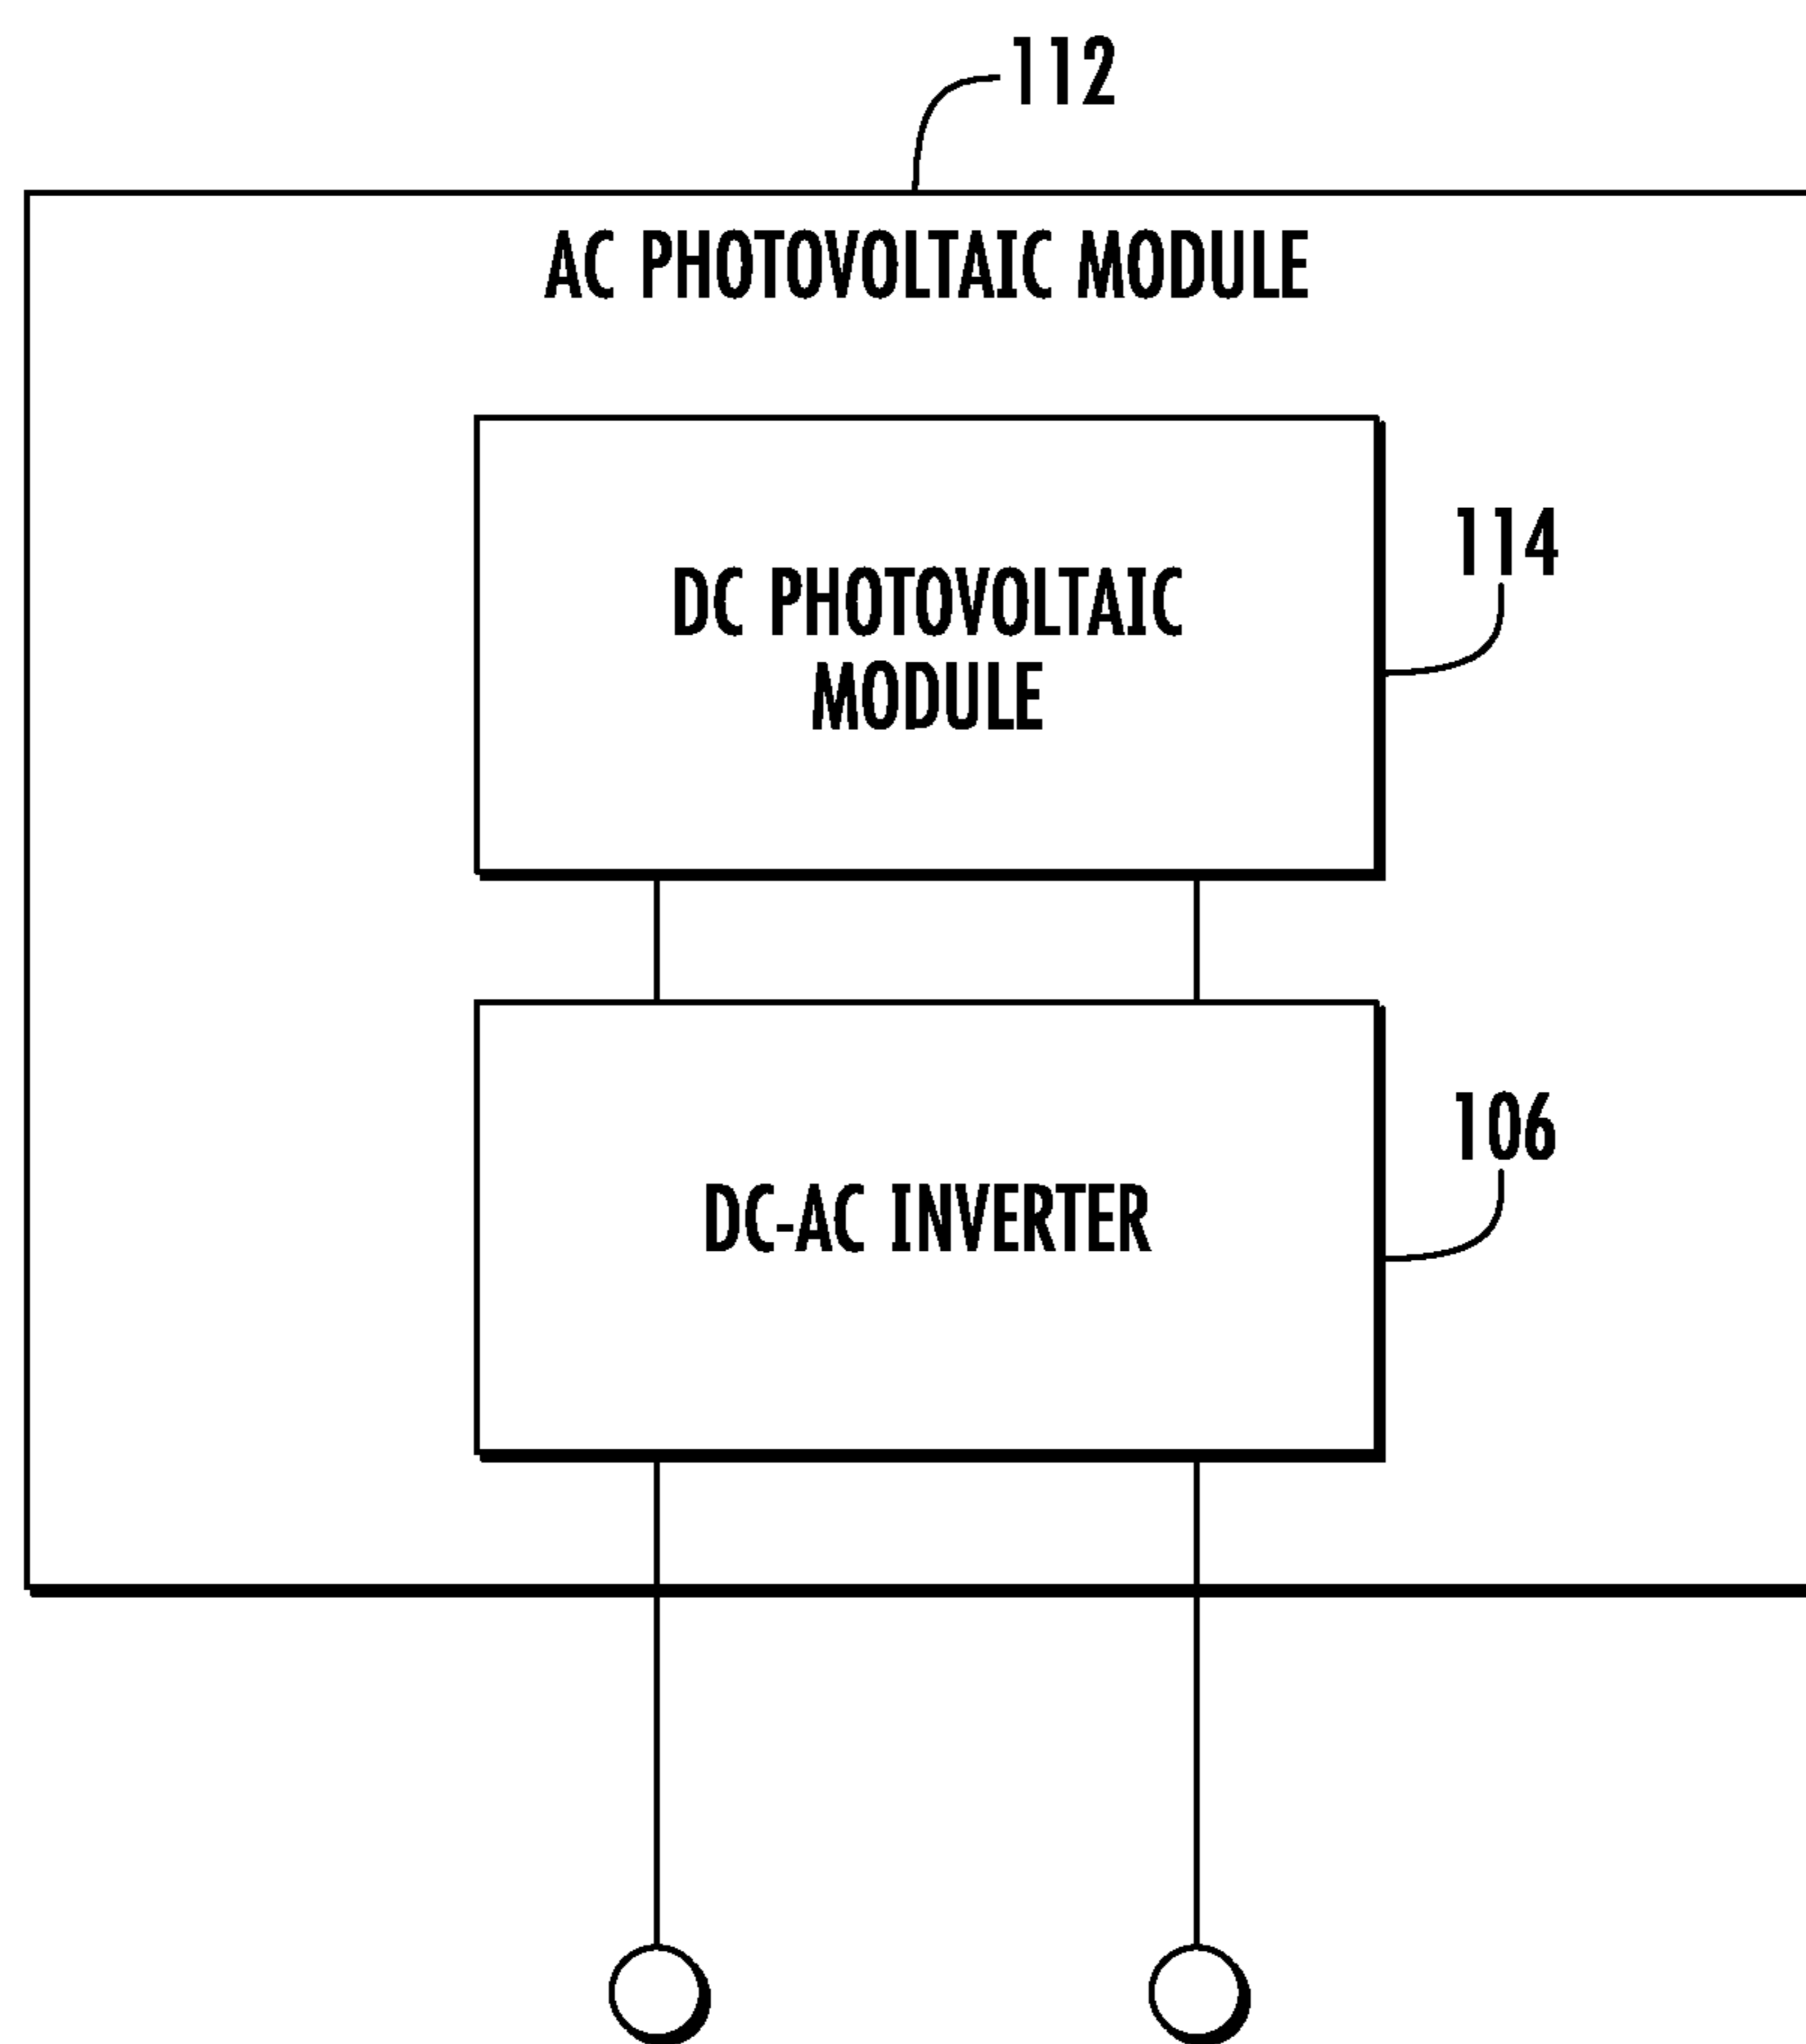 112
AC PHOTOVOLTAIC MODULE
114
DC PHOTOVOLTAIC
MODULE
106
DC-AC INVERTER